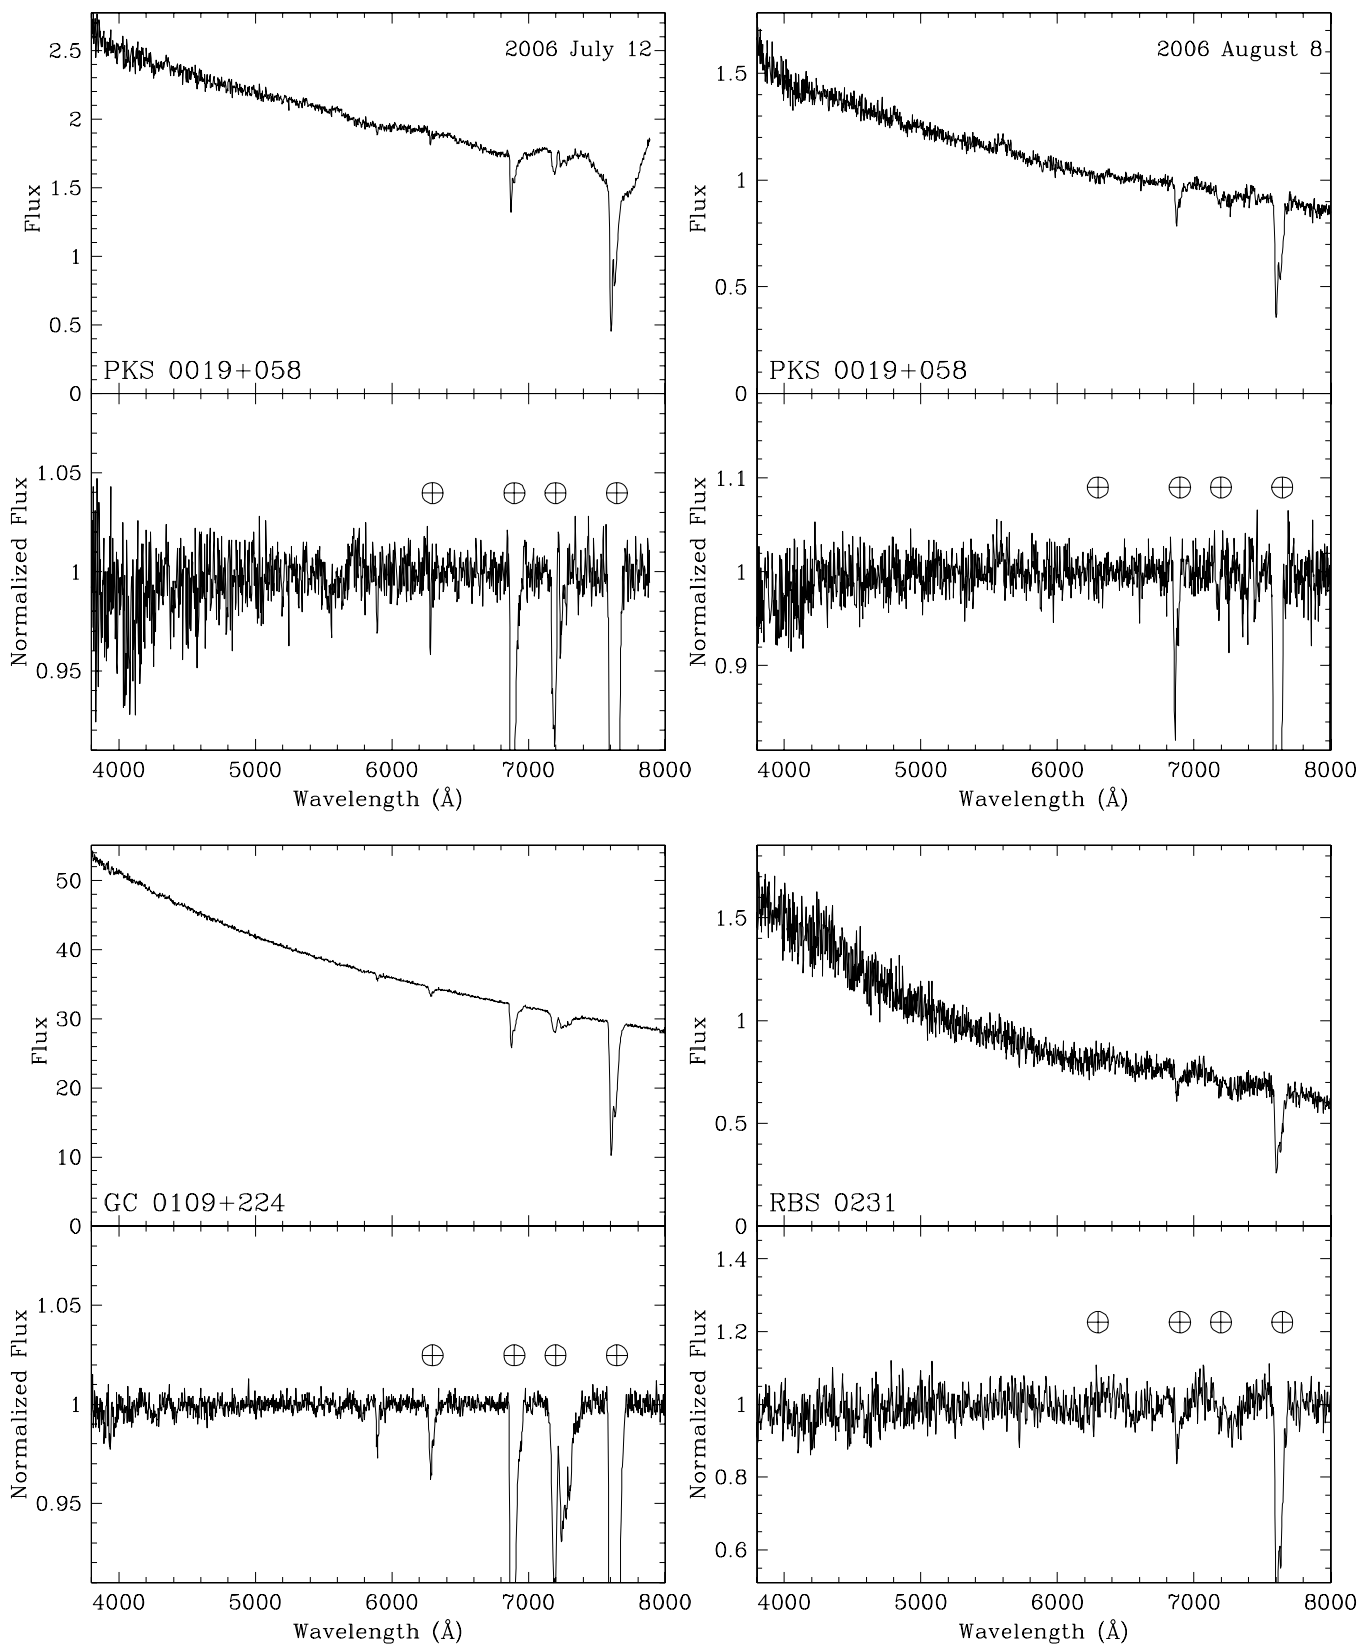 2006 July 12
2.5
2
1.5
1
0.5
0
Flux
PKS 0019+058
1.05
1
0.95
Normalized Flux
4000 5000 6000 7000 8000
Wavelength (Å)
2006 August 8
1.5
1
0.5
0
Flux
PKS 0019+058
1.1
1
0.9
Normalized Flux
4000 5000 6000 7000 8000
Wavelength (Å)
50
40
30
20
10
0
Flux
GC 0109+224
1.05
1
0.95
Normalized Flux
4000 5000 6000 7000 8000
Wavelength (Å)
1.5
1
0.5
0
Flux
RBS 0231
1.4
1.2
1
0.8
0.6
Normalized Flux
4000 5000 6000 7000 8000
Wavelength (Å)